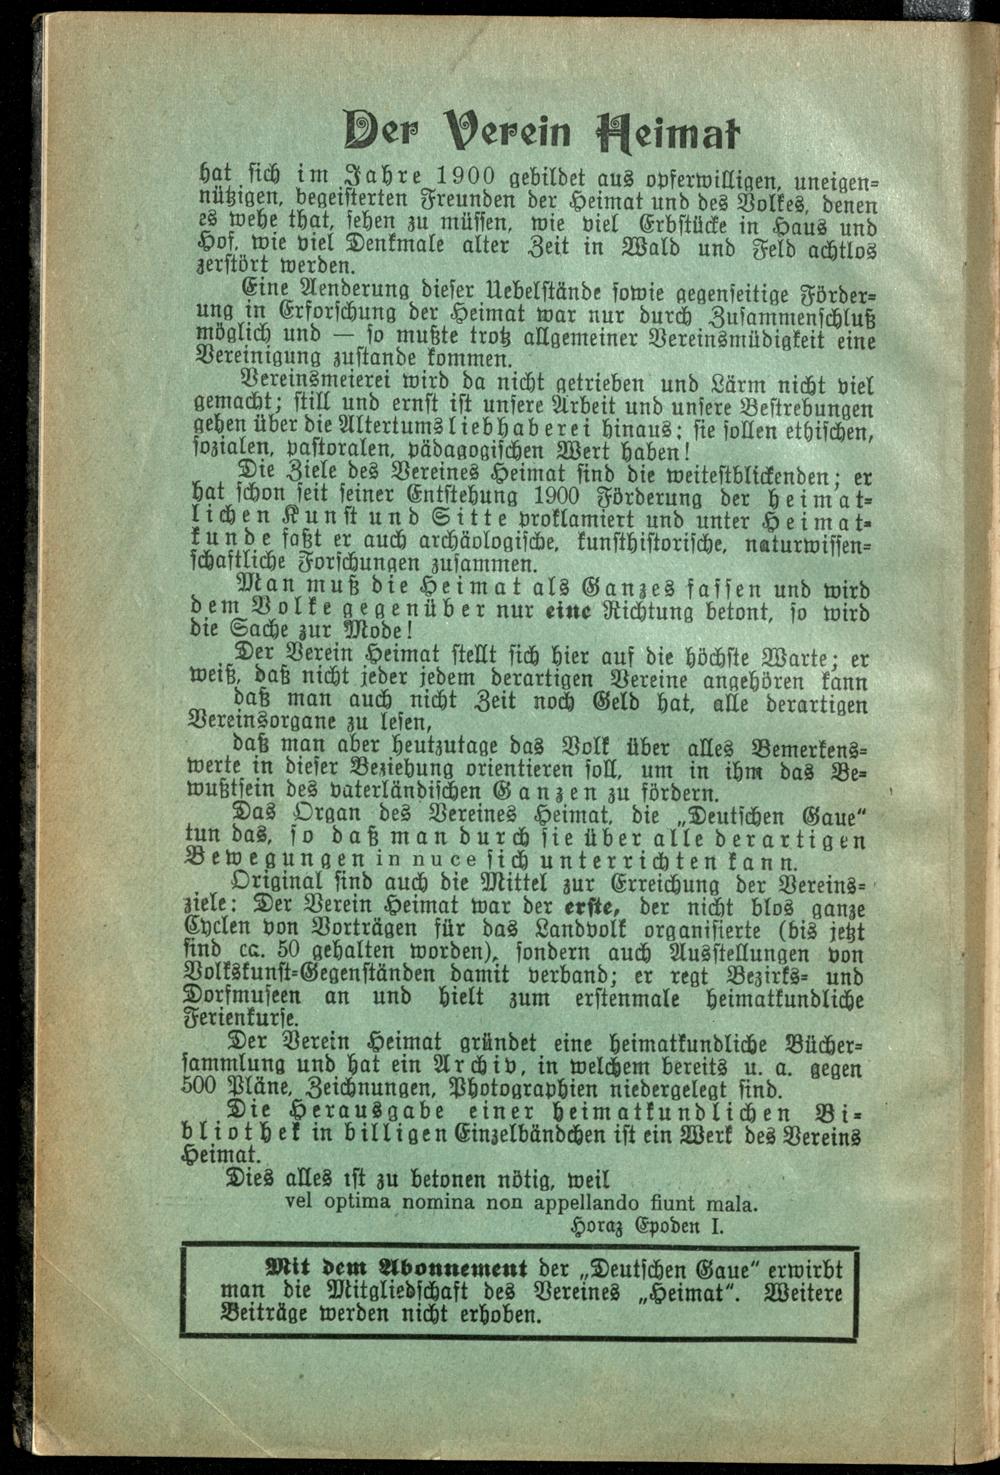 Der Verein Heimat
hat sich im Jahre 1900 gebildet aus opferwilligen, uneigen-
nützigen, begeisterten Freunden der Heimat und des Volkes, denen
es wehe that, sehen zu müssen, wie viel Erbstücke in Haus und
Hof, wie viel Denkmale alter Zeit in Wald und Feld achtlos
zerstört werden.
Eine Aenderung dieser Uebelstände sowie gegenseitige Förder-
ung in Erforschung der Heimat war nur durch Zusammenschluß
möglich und — so mußte trotz allgemeiner Vereinsmüdigkeit eine
Vereinigung zustande kommen.
Vereinsmeierei wird da nicht getrieben und Lärm nicht viel
gemacht; still und ernst ist unsere Arbeit und unsere Bestrebungen
gehen über die Altertumsliebhaberei hinaus; sie sollen ethischen,
sozialen, pastoralen, pädagogischen Wert haben!
Die Ziele des Vereines Heimat sind die weitestblickenden; er
hat schon seit seiner Entstehung 1900 Förderung der heimat-
lichen Kunst und Sitte proklamiert und unter Heimat-
kunde faßt er auch archäologische, kunsthistorische, naturwissen-
schaftliche Forschungen zusammen.
Man muß die Heimat als Ganzes fassen und wird
dem Volke gegenüber nur eine Richtung betont, so wird
die Sache zur Mode!
Der Verein Heimat stellt sich hier auf die höchste Warte; er
weiß, daß nicht jeder jedem derartigen Vereine angehören kann
daß man auch nicht Zeit noch Geld hat, alle derartigen
Vereinsorgane zu lesen,
daß man aber heutzutage das Volk über alles Bemerkens-
werte in dieser Beziehung orientieren soll, um in ihm das Be-
wußtsein des vaterländischen Ganzen zu fördern.
Das Organ des Vereines Heimat, die „Deutschen Gaue“
tun das, so daß man durch sie über alle derartigen
Bewegungen in nuce sich unterrichten kann.
Original sind auch die Mittel zur Erreichung der Vereins-
ziele: Der Verein Heimat war der erste, der nicht blos ganze
Cyclen von Vorträgen für das Landvolk organisierte (bis jetzt
sind ca. 50 gehalten worden), sondern auch Ausstellungen von
Volkskunst-Gegenständen damit verband; er regt Bezirks- und
Dorfmuseen an und hielt zum erstenmale heimatkundliche
Ferienkurse.
Der Verein Heimat gründet eine heimatkundliche Bücher-
sammlung und hat ein Archiv, in welchem bereits u. a. gegen
500 Pläne, Zeichnungen, Photographien niedergelegt sind.
Die Herausgabe einer heimatkundlichen Bi-
bliothek in billigen Einzelbändchen ist ein Werk des Vereins
Heimat.
Dies alles ist zu betonen nötig, weil
vel optima nomina non appellando fiunt mala.
Horaz Epoden I.
Mit dem Abonnement der „Deutschen Gaue“ erwirbt
man die Mitgliedschaft des Vereines „Heimat“. Weitere
Beiträge werden nicht erhoben.